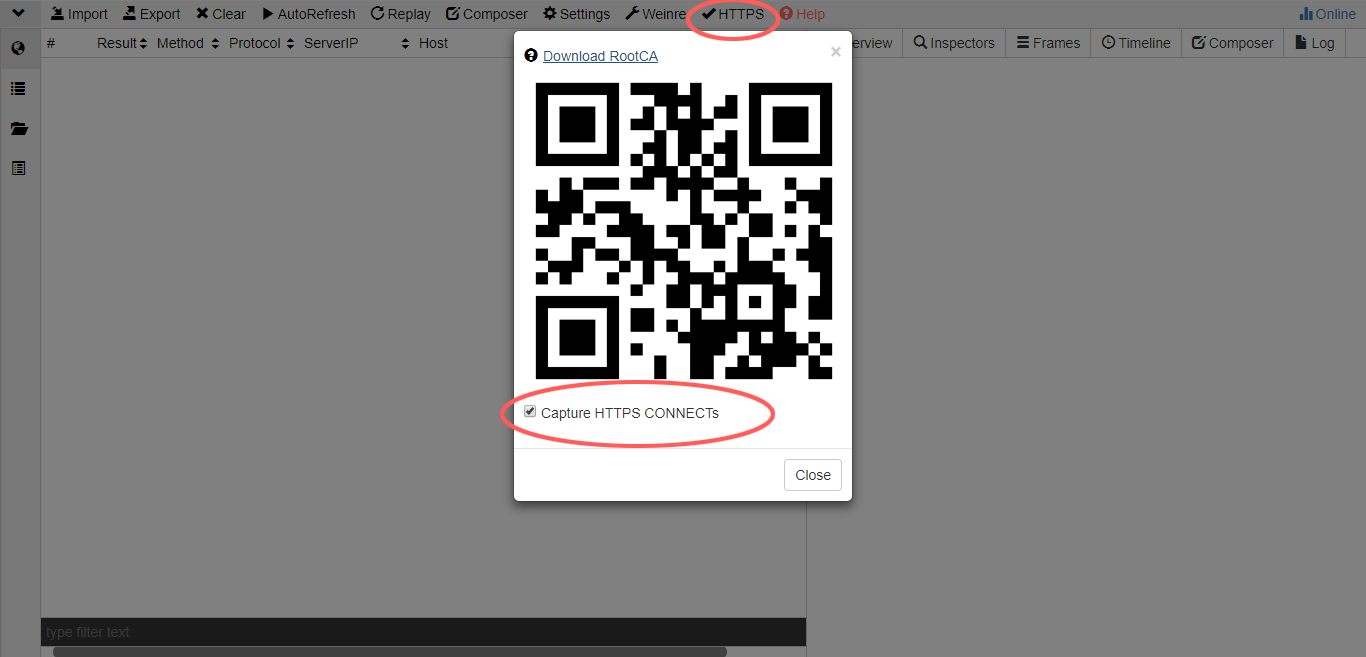 Import Export Clear AutoRefresh Replay Composer Settings Weinre HTTPS Help Online
# Result Method Protocol ServerIP Host erview Inspectors Frames Timeline Composer Log
Download RootCA ×
Capture HTTPS CONNECTs
Close
type filter text